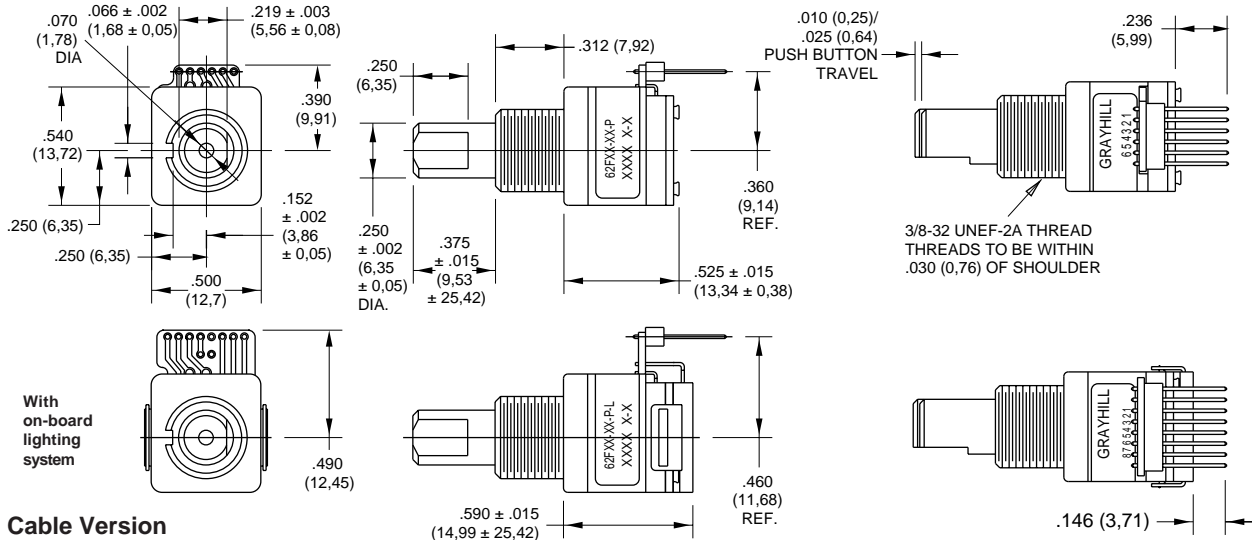 .070
(1,78)
DIA
.066 ± .002
(1,68 ± 0,05)
.219 ± .003
(5,56 ± 0,08)
.390
(9,91)
.540
(13,72)
.250 (6,35)
.250 (6,35)
.152
± .002
(3,86
± 0,05)
.500
(12,7)
.312 (7,92)
.250
(6,35)
62FXX-XX-P
XXXX X-X
.250
± .002
(6,35
± 0,05)
DIA.
.375
± .015
(9,53
± 25,42)
.360
(9,14)
REF.
.525 ± .015
(13,34 ± 0,38)
.010 (0,25)/
.025 (0,64)
PUSH BUTTON
TRAVEL
.236
(5,99)
GRAYHILL
654321
3/8-32 UNEF-2A THREAD
THREADS TO BE WITHIN
.030 (0,76) OF SHOULDER
With
on-board
lighting
system
.490
(12,45)
62FXX-XX-P-L
XXXX X-X
.460
(11,68)
REF.
.590 ± .015
(14,99 ± 25,42)
GRAYHILL
87654321
.146 (3,71)
Cable Version